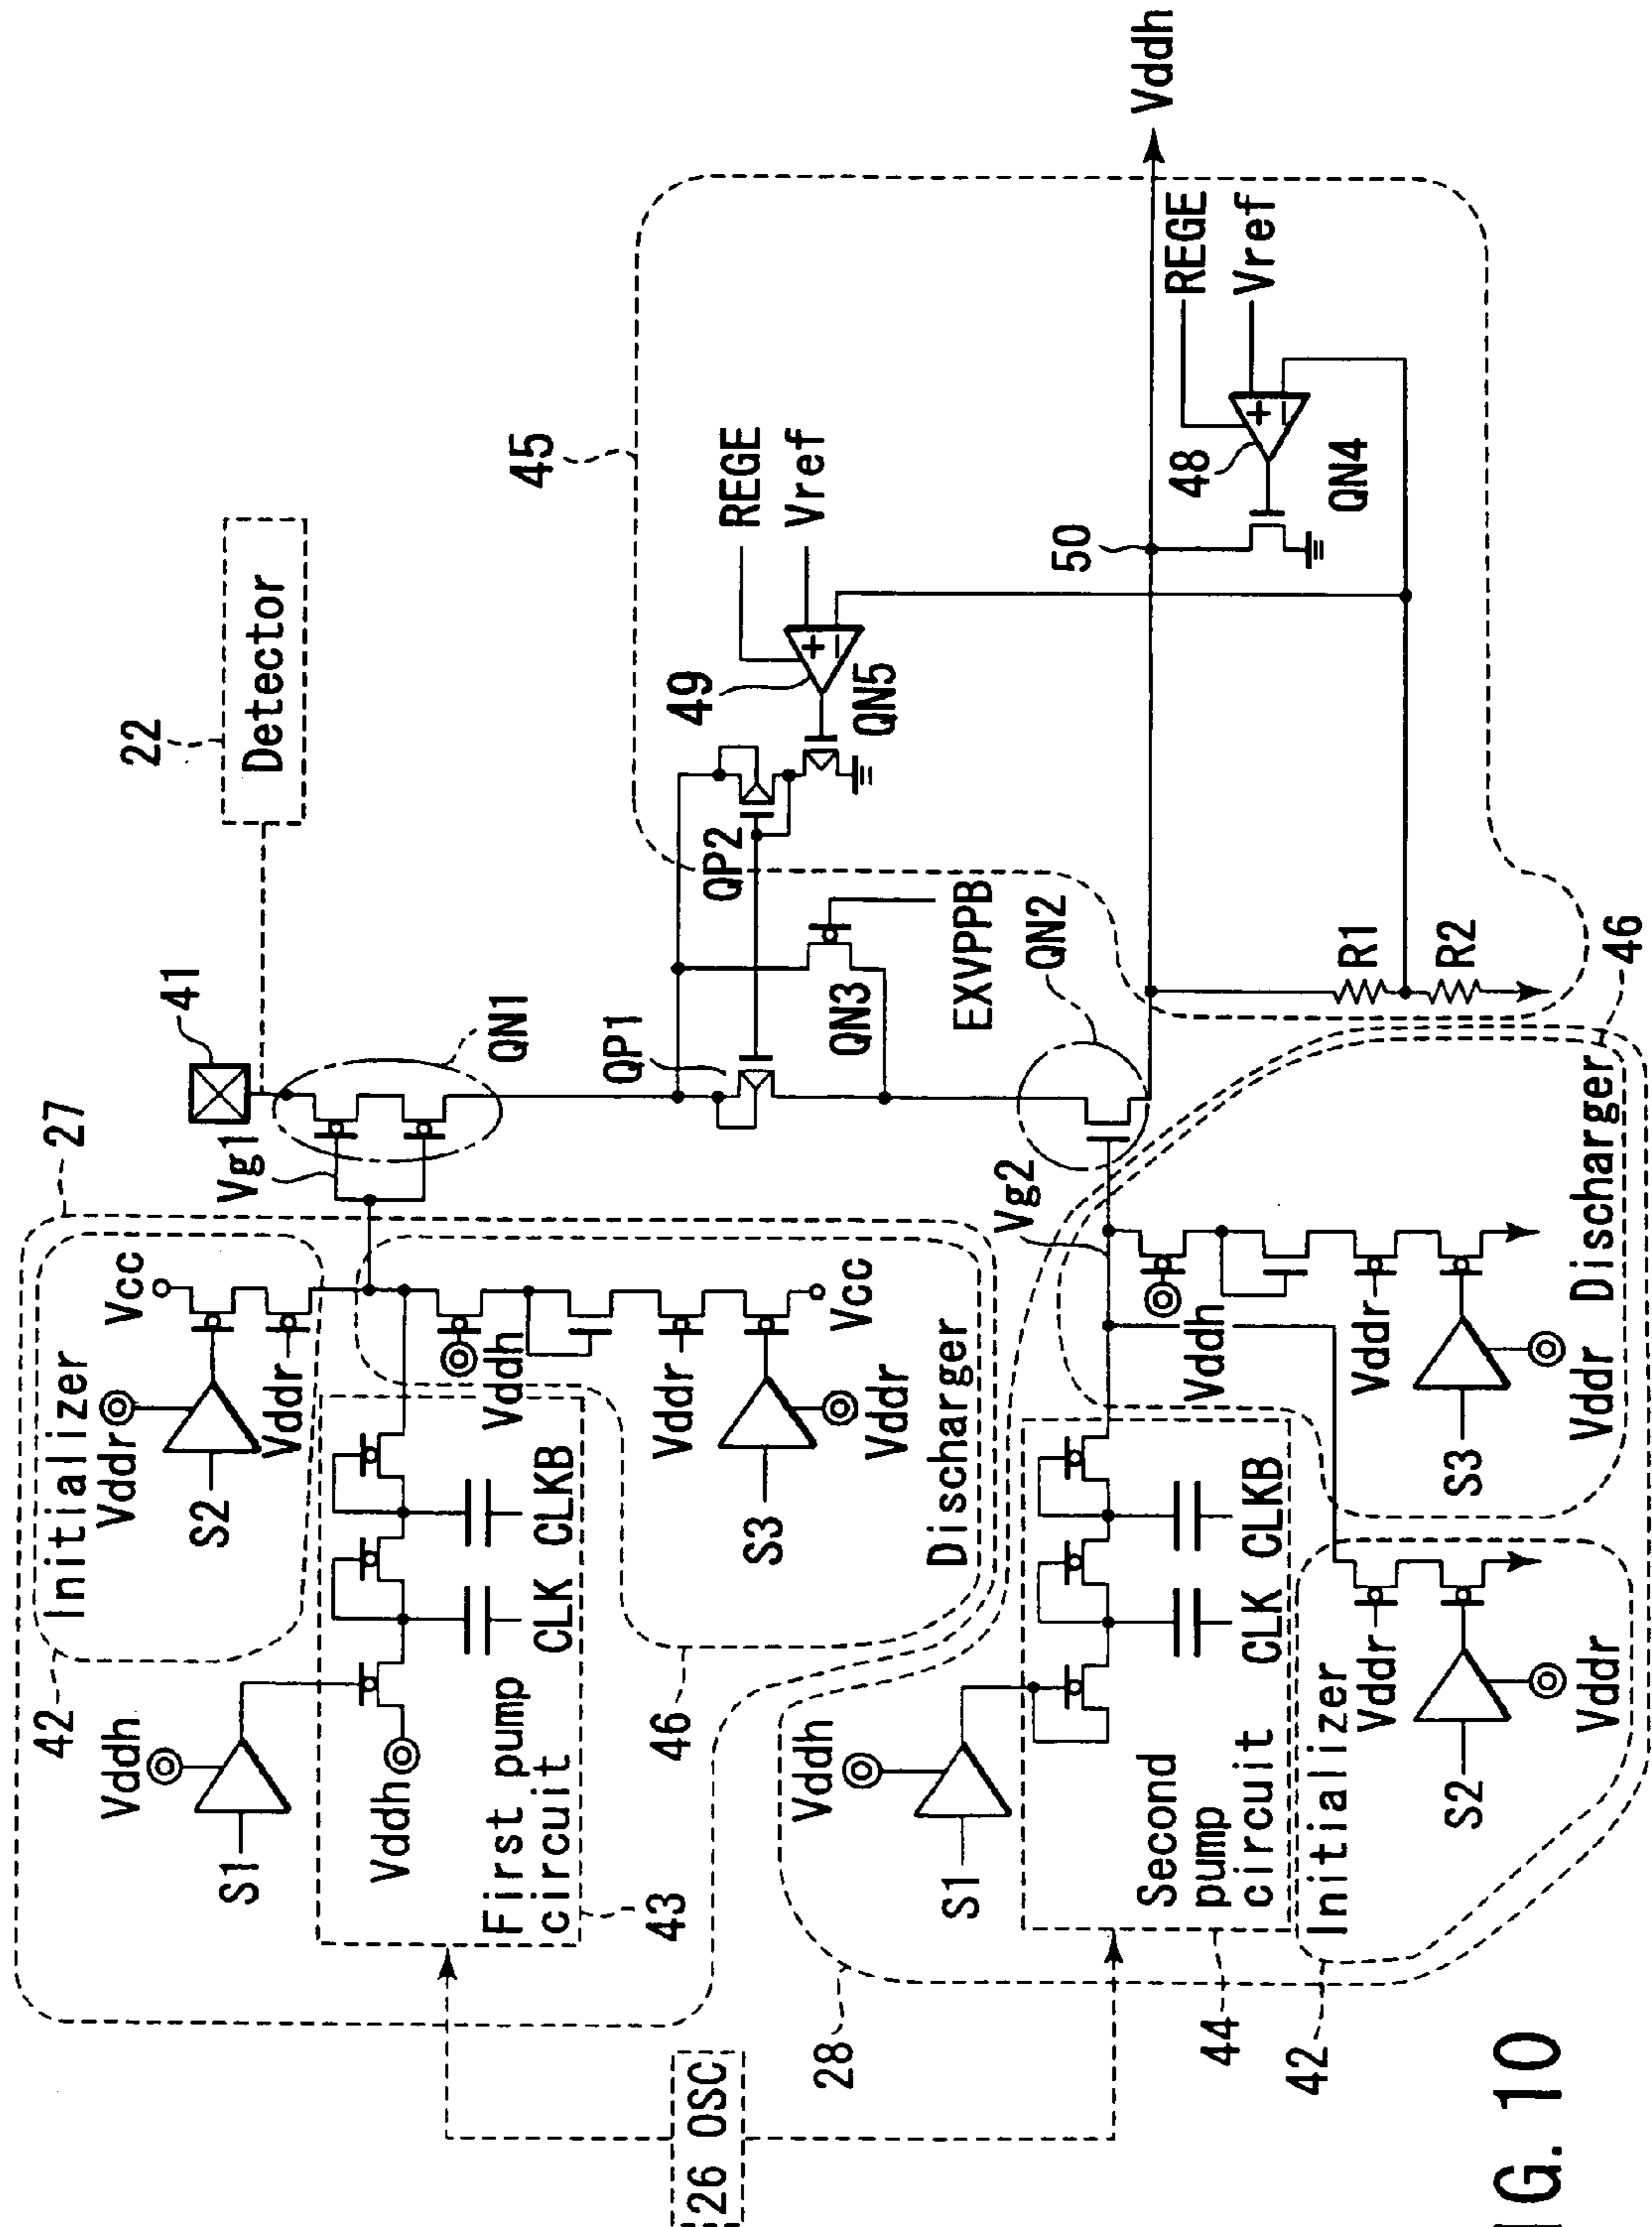 22
Detector
41
27
Vg1
QN1
42
Initializer
Vcc
Vddr
S2
Vddr
Vddh
S1
Vddh
First pump
circuit
43
CLK
CLKB
Vddh
Vddr
Vcc
S3
Vddr
Discharger
46
26 OSC
45
REGE
Vref
49
QN5
QP2
QP1
QN3
EXVPPB
QN2
50
48
REGE
Vref
QN4
Vddh
R1
R2
46
28
Vddh
S1
Second
pump
circuit
44
CLK
CLKB
Vg2
Vddh
Vddr
S3
Vddr
Discharger
42
Initializer
Vddr
S2
Vddr